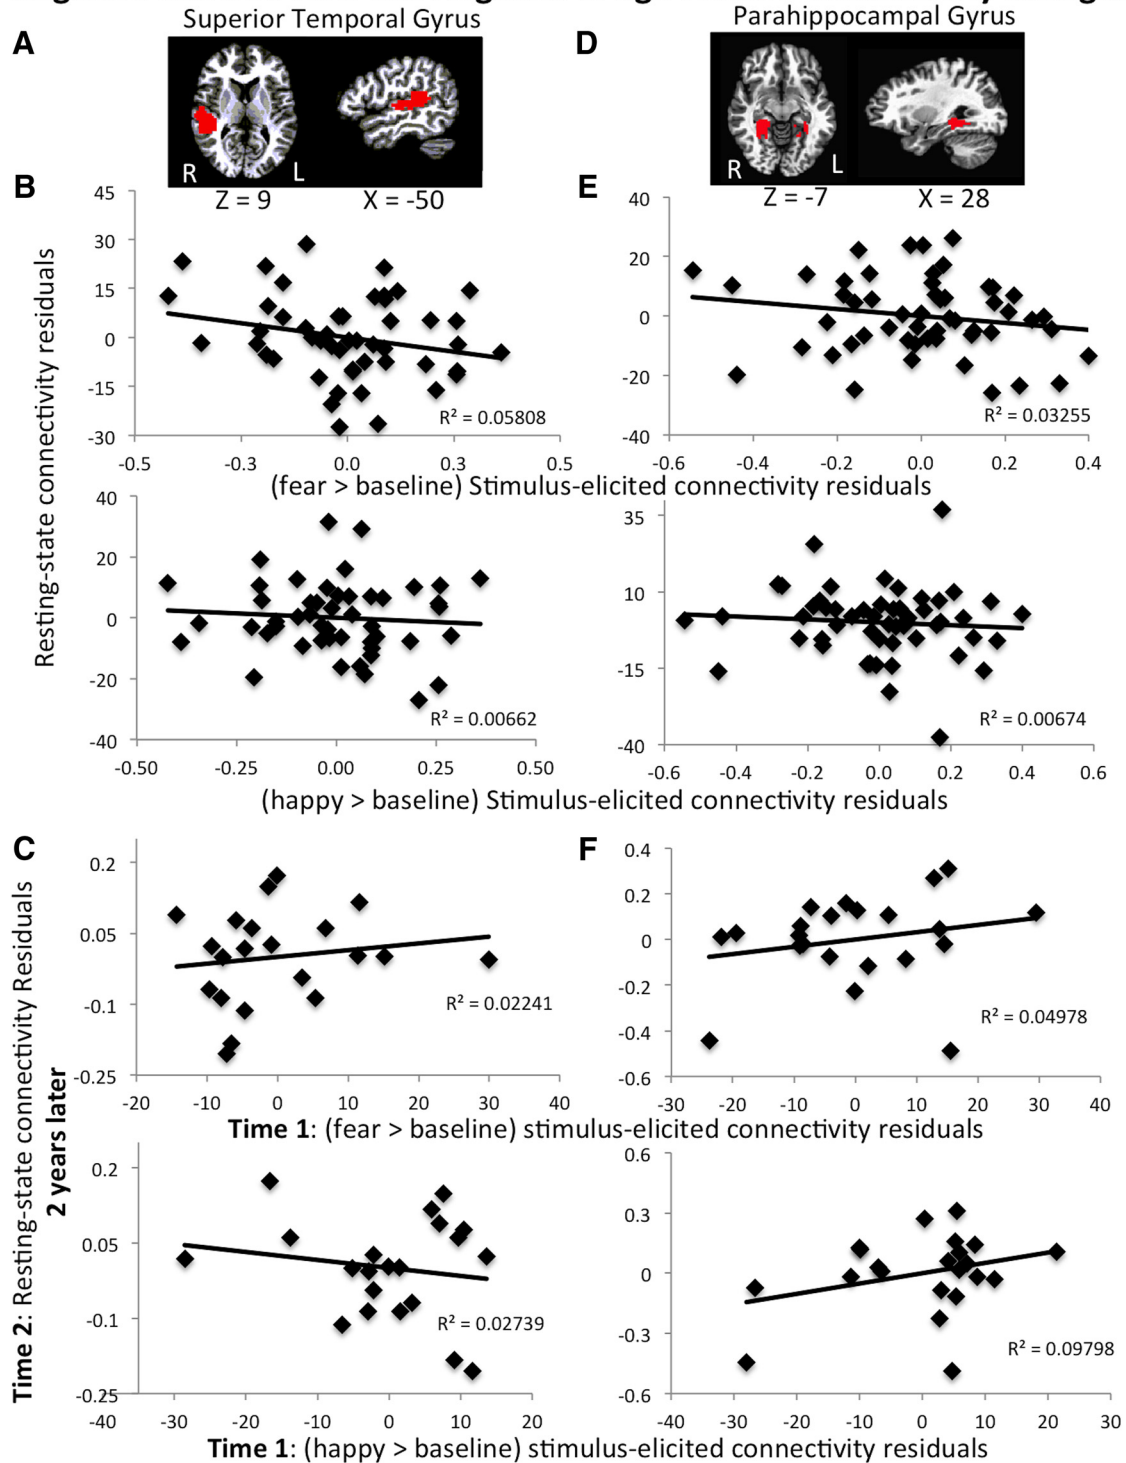 Superior Temporal Gyrus
Parahippocampal Gyrus
A
D
R
L
R
L
Z = 9
X = -50
Z = -7
X = 28
B
E
Resting-state connectivity residuals
45
30
15
0
-15
-30
-0.5
-0.3
0.0
0.3
0.5
R² = 0.05808
40
20
0
-20
-40
-0.6
-0.4
-0.2
0.0
0.2
0.4
R² = 0.03255
(fear > baseline) Stimulus-elicited connectivity residuals
40
20
0
-20
-40
-0.50
-0.25
0.00
0.25
0.50
R² = 0.00662
35
10
-15
-40
-0.6
-0.4
-0.2
0.0
0.2
0.4
0.6
R² = 0.00674
(happy > baseline) Stimulus-elicited connectivity residuals
C
F
Time 2: Resting-state connectivity Residuals
2 years later
0.2
0.05
-0.1
-0.25
-20
-10
0
10
20
30
40
R² = 0.02241
0.4
0.2
0
-0.2
-0.4
-0.6
-30
-20
-10
0
10
20
30
40
R² = 0.04978
Time 1: (fear > baseline) stimulus-elicited connectivity residuals
0.2
0.05
-0.1
-0.25
-40
-30
-20
-10
0
10
20
R² = 0.02739
0.6
0.3
0
-0.3
-0.6
-40
-30
-20
-10
0
10
20
30
R² = 0.09798
Time 1: (happy > baseline) stimulus-elicited connectivity residuals